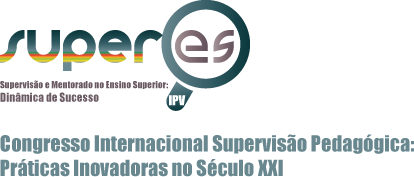 superes
Supervisão e Mentorado no Ensino Superior:
Dinâmica de Sucesso
IPV
Congresso Internacional Supervisão Pedagógica:
Práticas Inovadoras no Século XXI